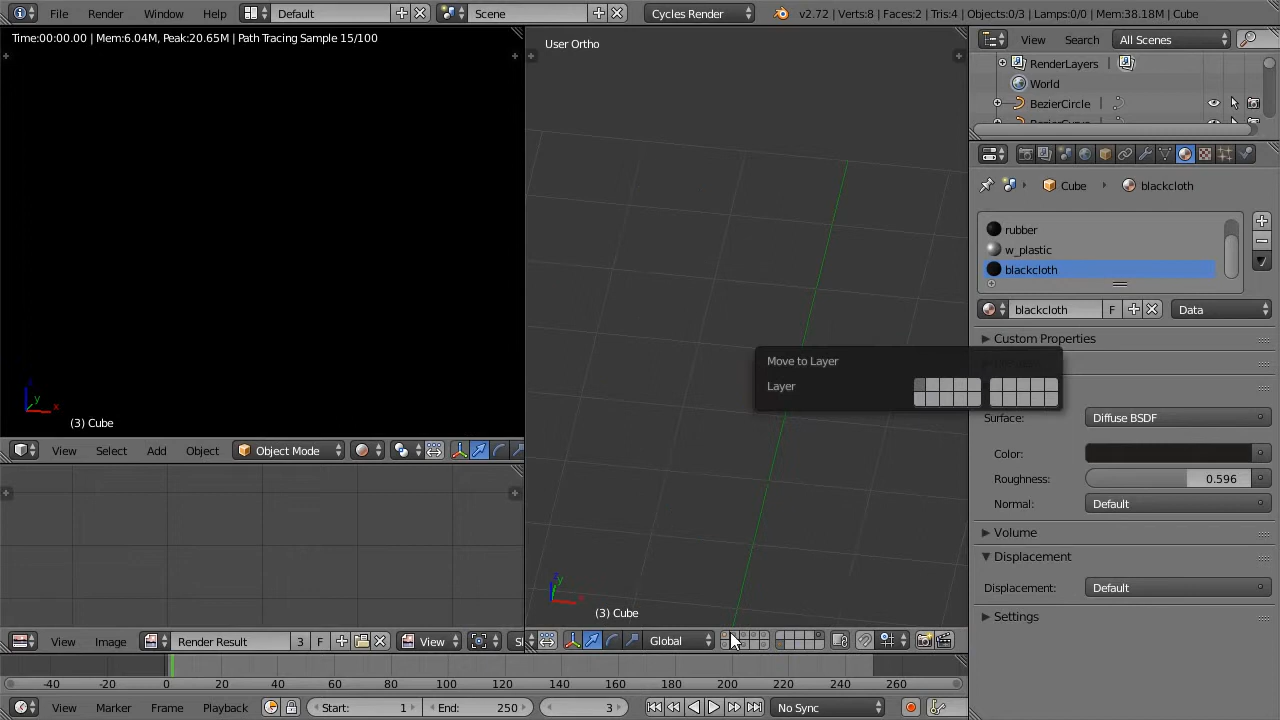 File Render Window Help Default Scene Cycles Render v2.72 | Verts:8 | Faces:2 | Tris:4 | Objects:0/3 | Lamps:0/0 | Mem:38.18M | Cube
Time:00:00.00 | Mem:6.04M, Peak:20.65M | Path Tracing Sample 15/100
User Ortho
View Search All Scenes
RenderLayers
World
BezierCircle
Cube blackcloth
rubber
w_plastic
blackcloth
blackcloth F Data
Custom Properties
Move to Layer
Layer
Surface: Diffuse BSDF
Color:
Roughness: 0.596
Normal: Default
Volume
Displacement
Displacement: Default
Settings
x
y
(3) Cube
View Select Add Object Object Mode
y
(3) Cube
View Image Render Result 3 F View Global
-40 -20 0 20 40 60 80 100 120 140 160 180 200 220 240 260
View Marker Frame Playback Start: 1 End: 250 3 No Sync